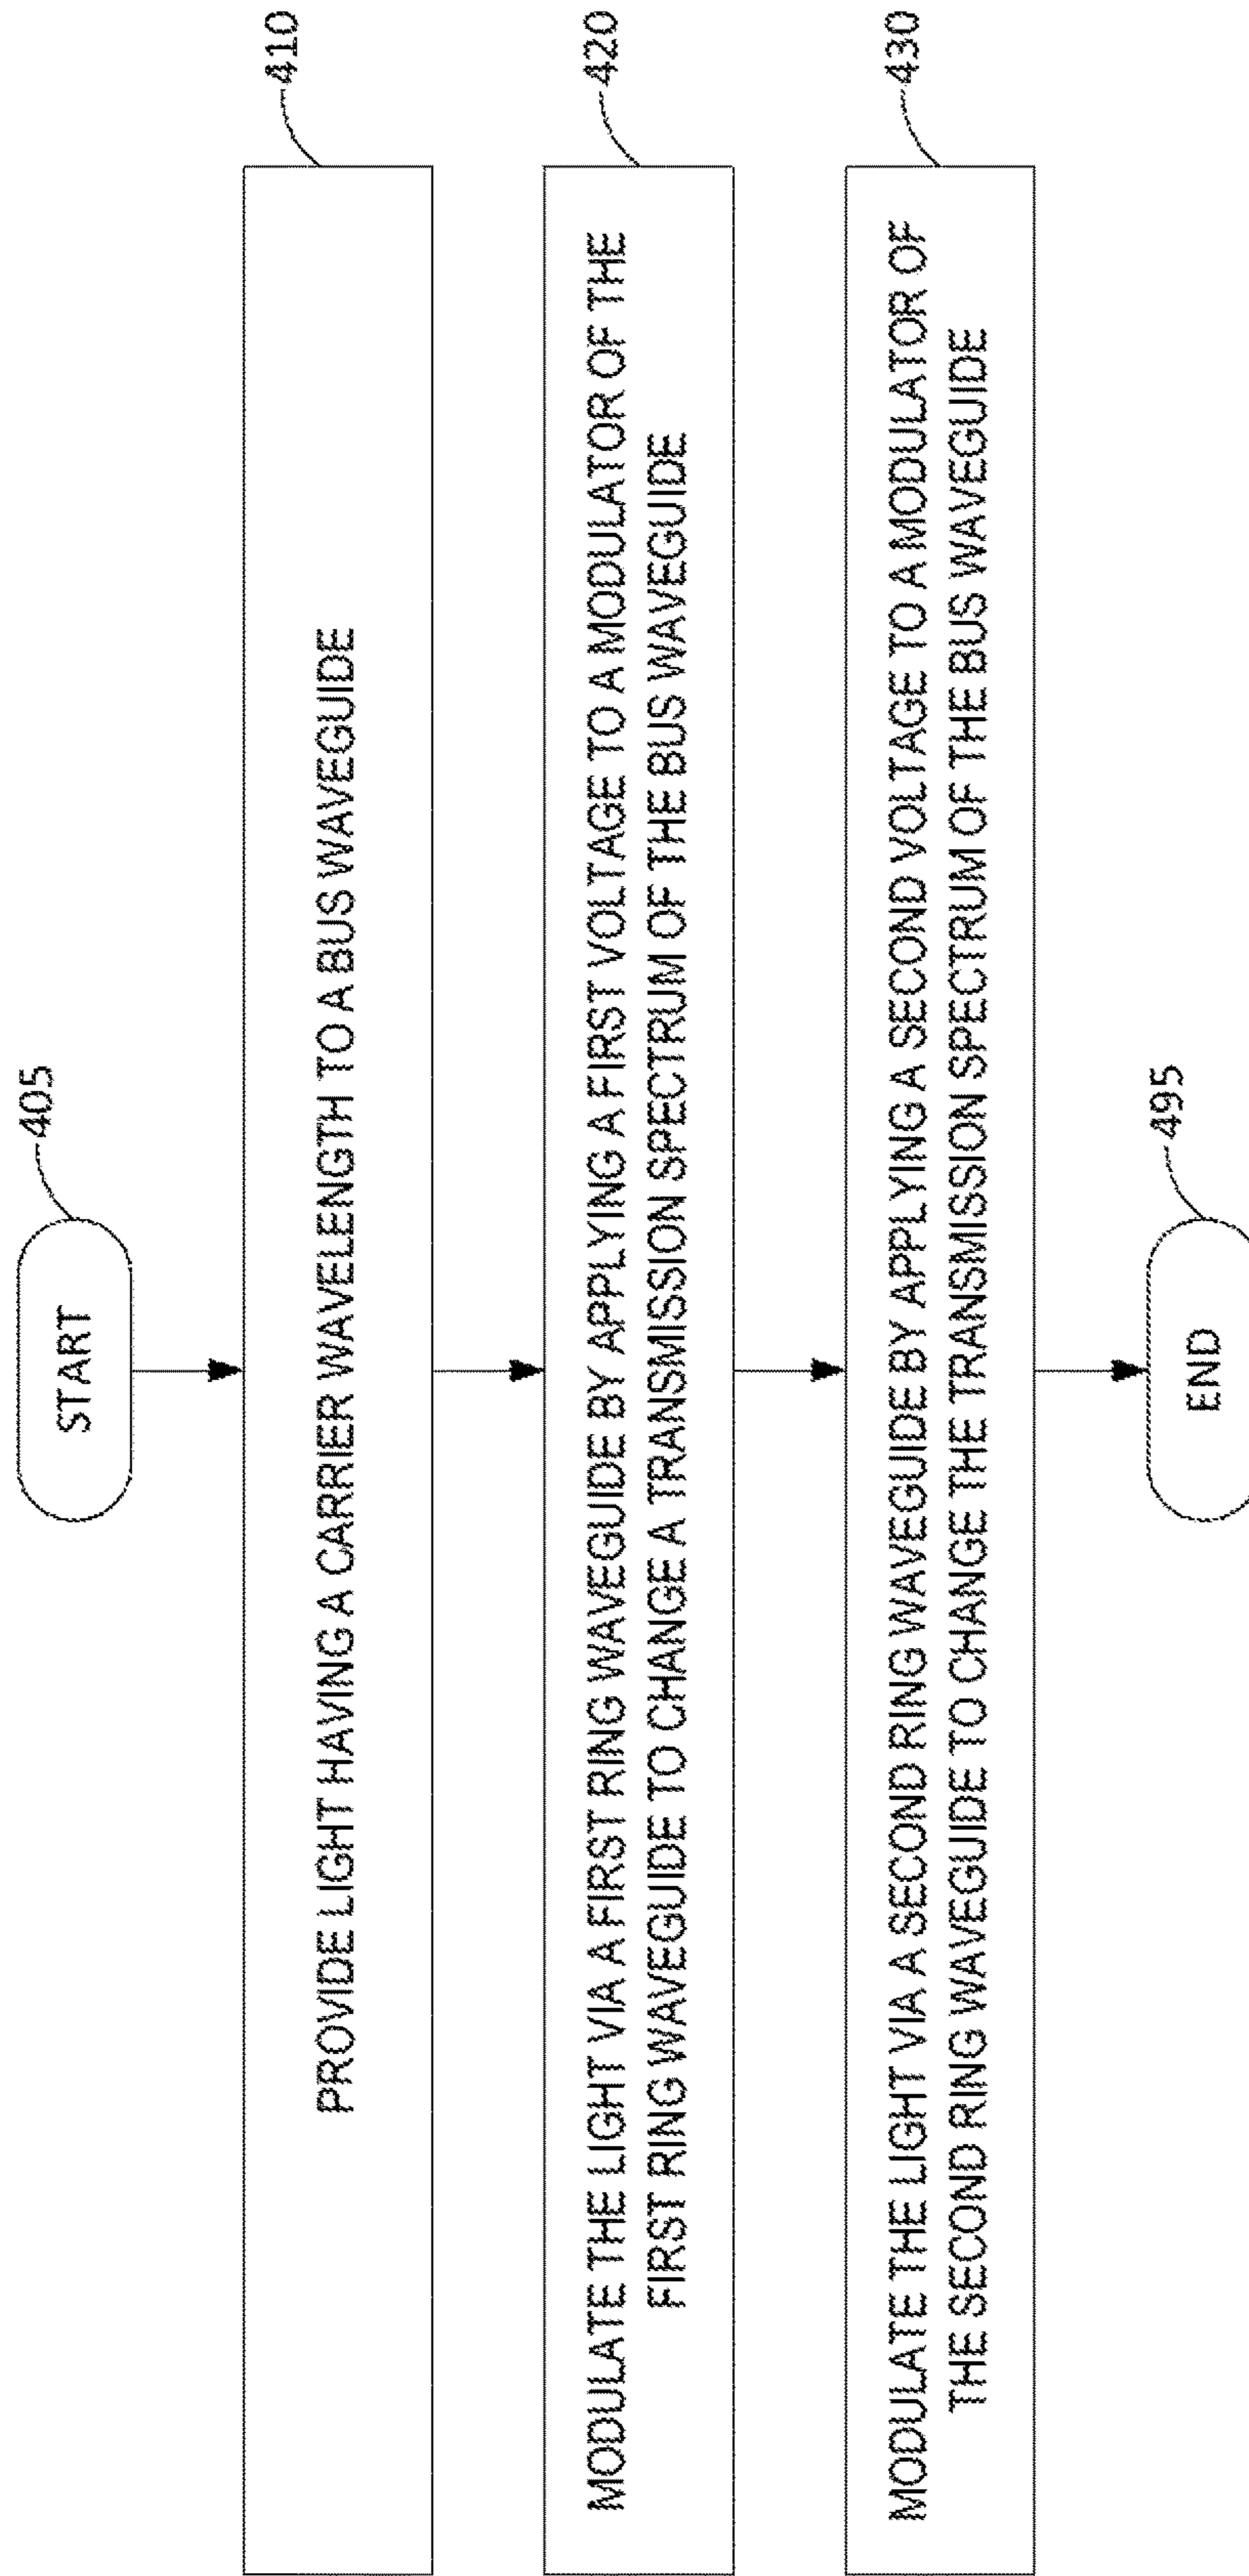 START
405
PROVIDE LIGHT HAVING A CARRIER WAVELENGTH TO A BUS WAVEGUIDE
410
MODULATE THE LIGHT VIA A FIRST RING WAVEGUIDE BY APPLYING A FIRST VOLTAGE TO A MODULATOR OF THE
FIRST RING WAVEGUIDE TO CHANGE A TRANSMISSION SPECTRUM OF THE BUS WAVEGUIDE
420
MODULATE THE LIGHT VIA A SECOND RING WAVEGUIDE BY APPLYING A SECOND VOLTAGE TO A MODULATOR OF
THE SECOND RING WAVEGUIDE TO CHANGE THE TRANSMISSION SPECTRUM OF THE BUS WAVEGUIDE
430
END
495